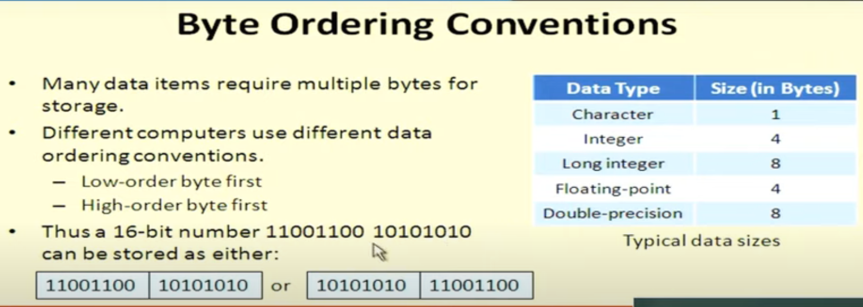 Byte Ordering Conventions
• Many data items require multiple bytes for
storage.
• Different computers use different data
ordering conventions.
– Low-order byte first
– High-order byte first
• Thus a 16-bit number 11001100 10101010
can be stored as either:
11001100 10101010 or 10101010 11001100
Data Type Size (in Bytes)
Character 1
Integer 4
Long integer 8
Floating-point 4
Double-precision 8
Typical data sizes